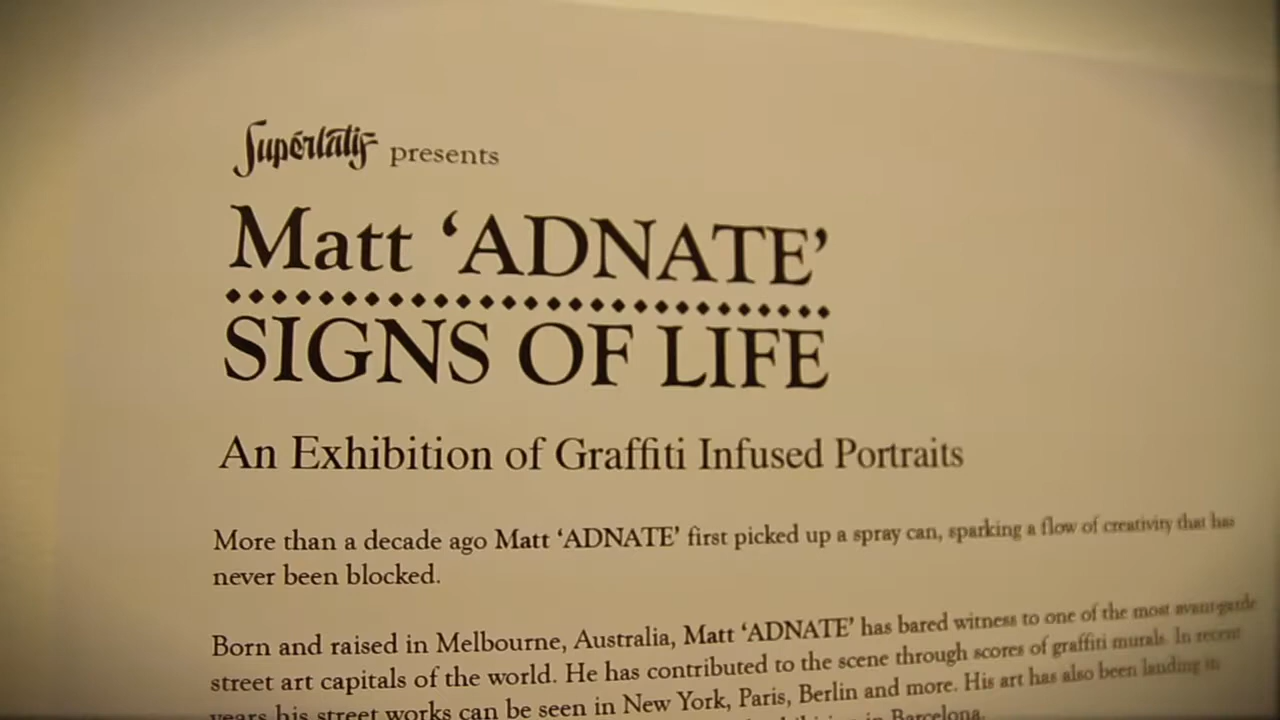 Superlatif presents
Matt ‘ADNATE’
SIGNS OF LIFE
An Exhibition of Graffiti Infused Portraits
More than a decade ago Matt ‘ADNATE’ first picked up a spray can, sparking a flow of creativity that has
never been blocked.
Born and raised in Melbourne, Australia, Matt ‘ADNATE’ has bared witness to one of the most avant-garde
street art capitals of the world. He has contributed to the scene through scores of graffiti murals. In recent
years his street works can be seen in New York, Paris, Berlin and more. His art has also been landing in
in Barcelona.